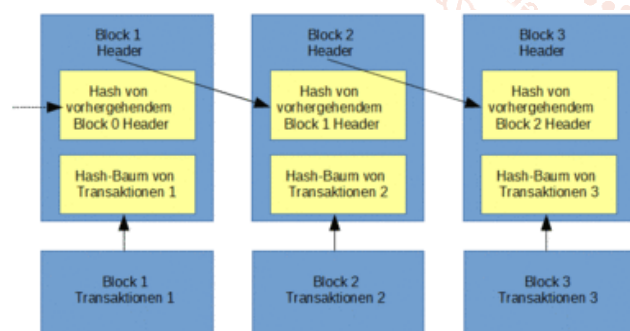 Block 1
Header
Hash von
vorhergehendem
Block 0 Header
Hash-Baum von
Transaktionen 1
Block 1
Transaktionen 1
Block 2
Header
Hash von
vorhergehendem
Block 1 Header
Hash-Baum von
Transaktionen 2
Block 2
Transaktionen 2
Block 3
Header
Hash von
vorhergehendem
Block 2 Header
Hash-Baum von
Transaktionen 3
Block 3
Transaktionen 3